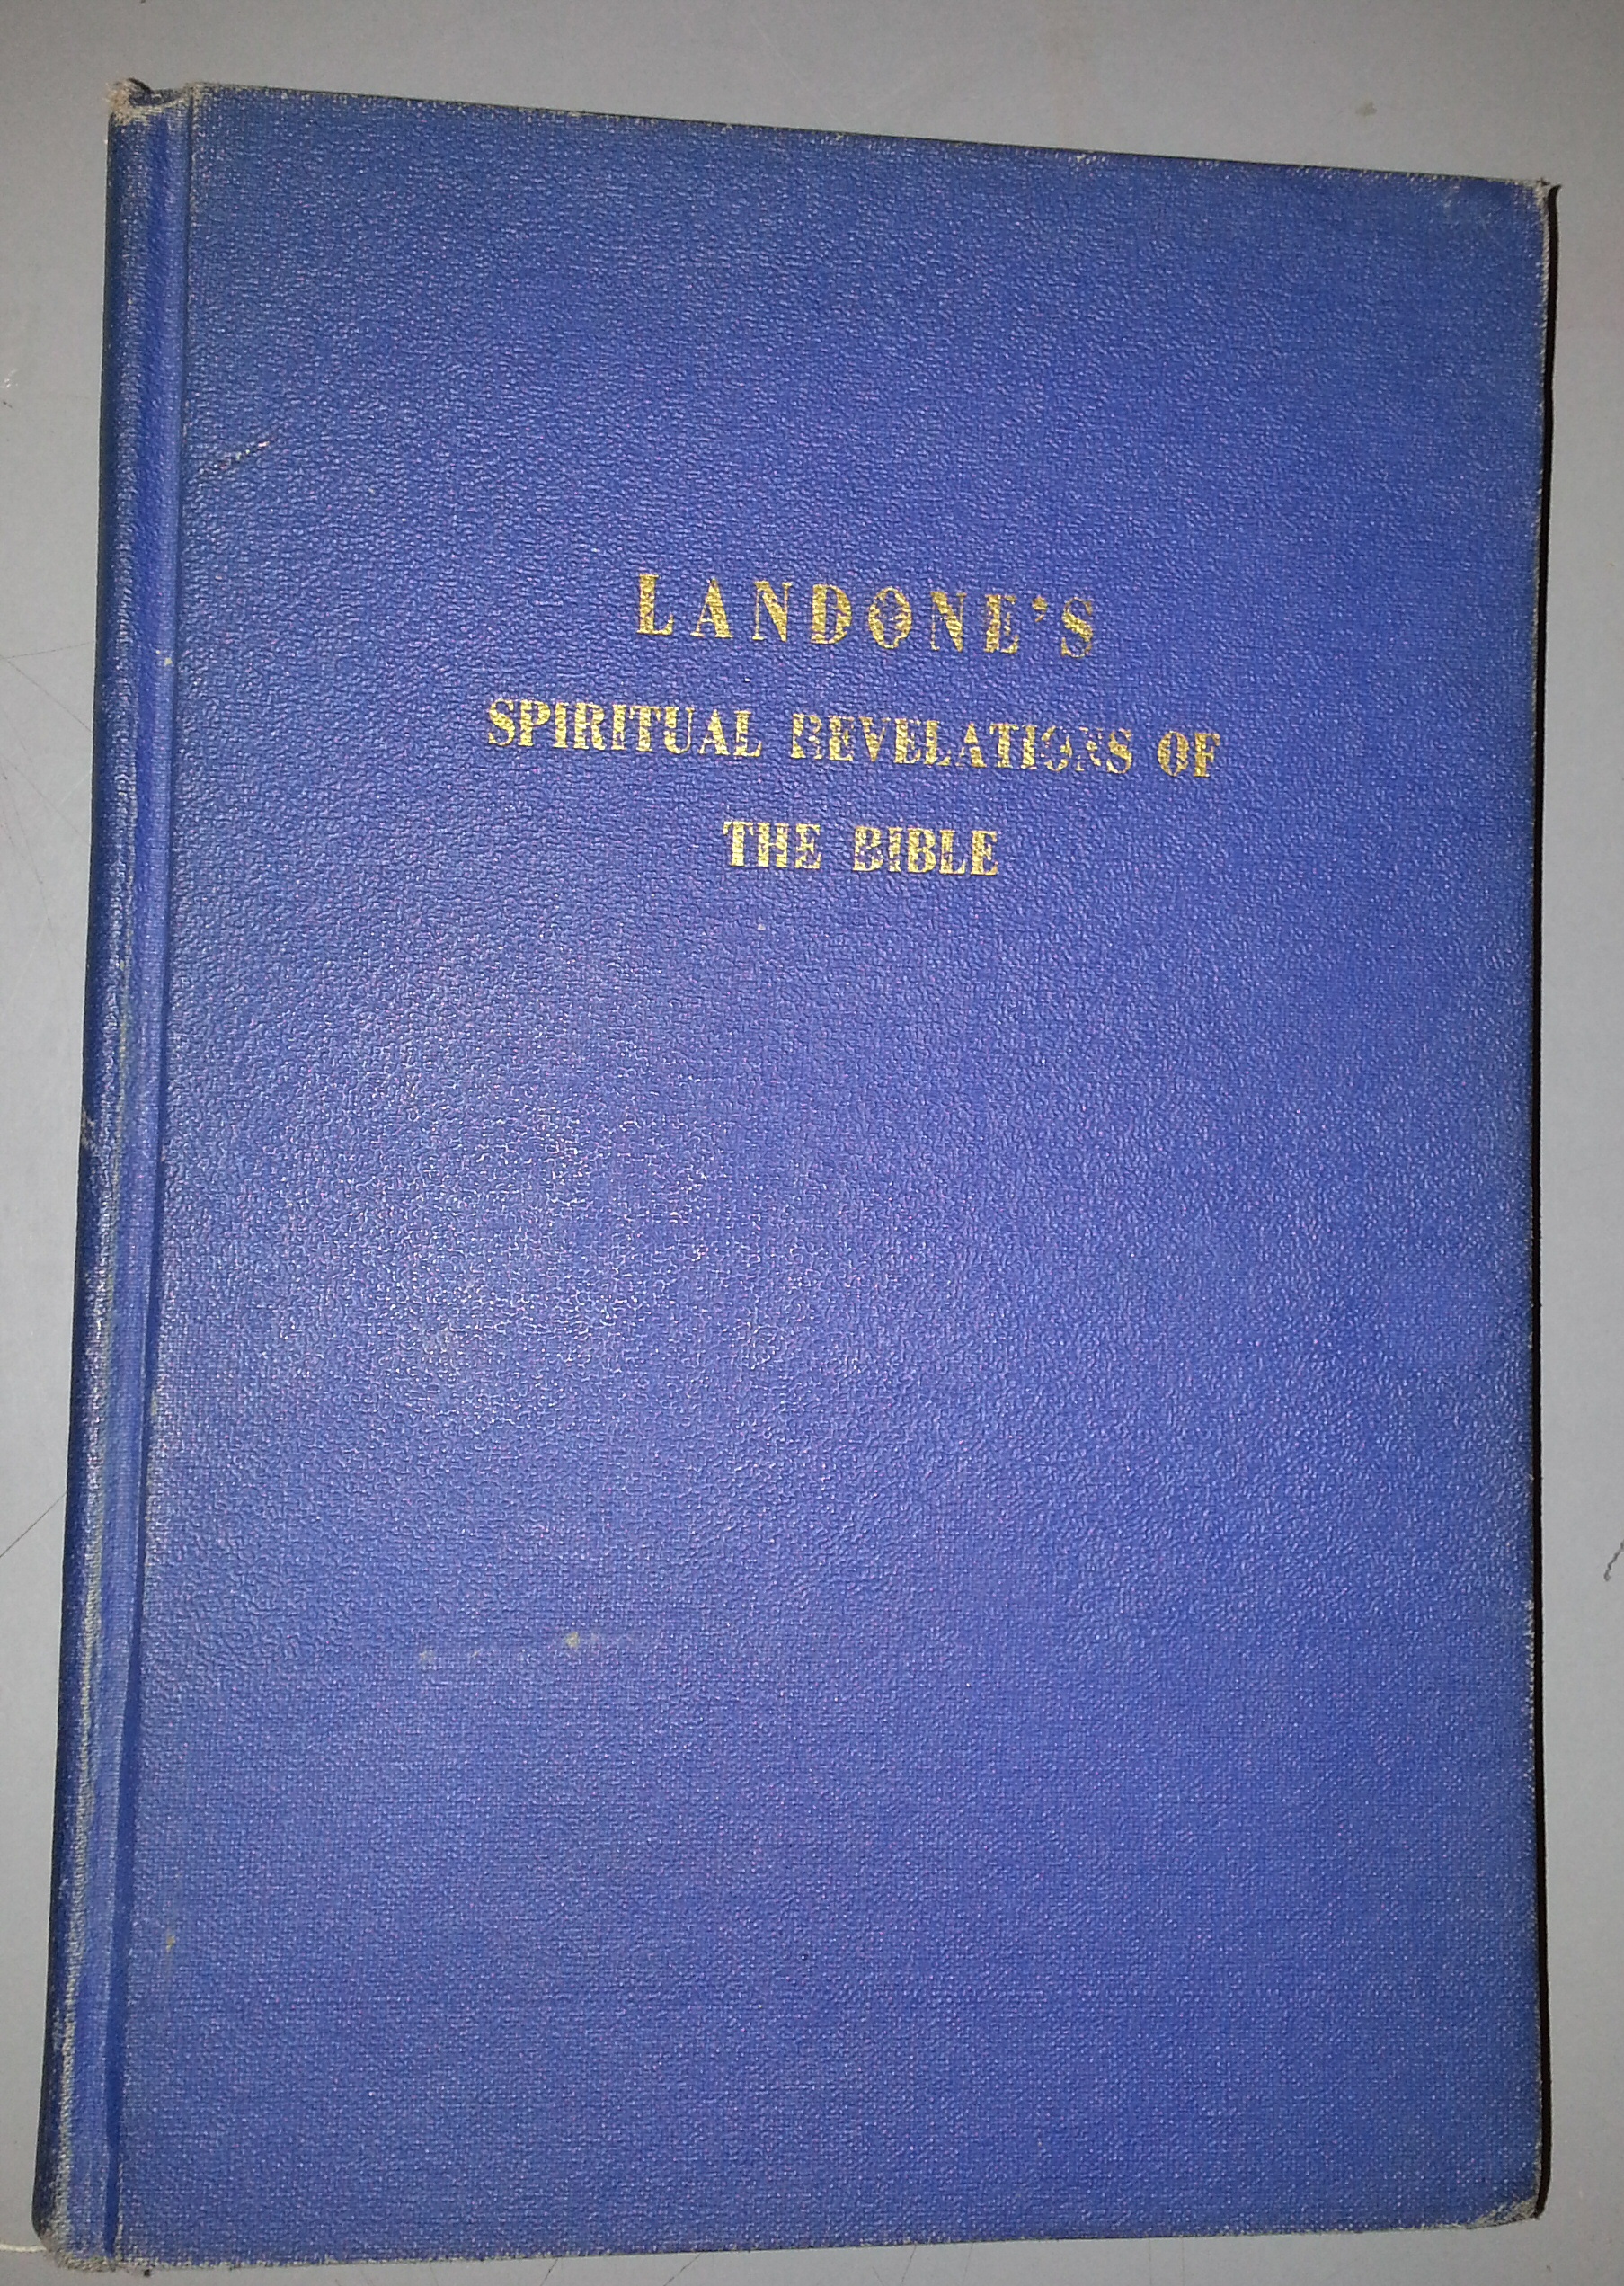 LANDONE'S
SPIRITUAL REVELATIONS OF
THE BIBLE